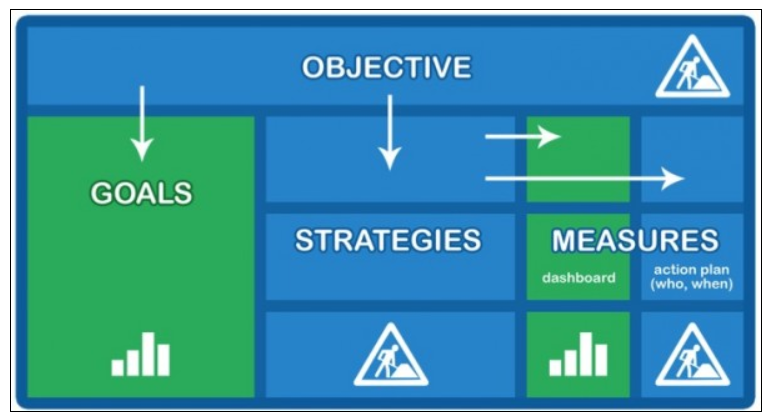 OBJECTIVE
GOALS
STRATEGIES
MEASURES
dashboard
action plan
(who, when)